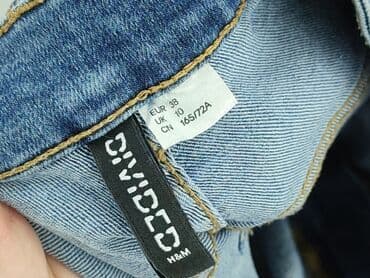 EUR 38
UK 10
CN 165/72A
DIVIDED
H&M